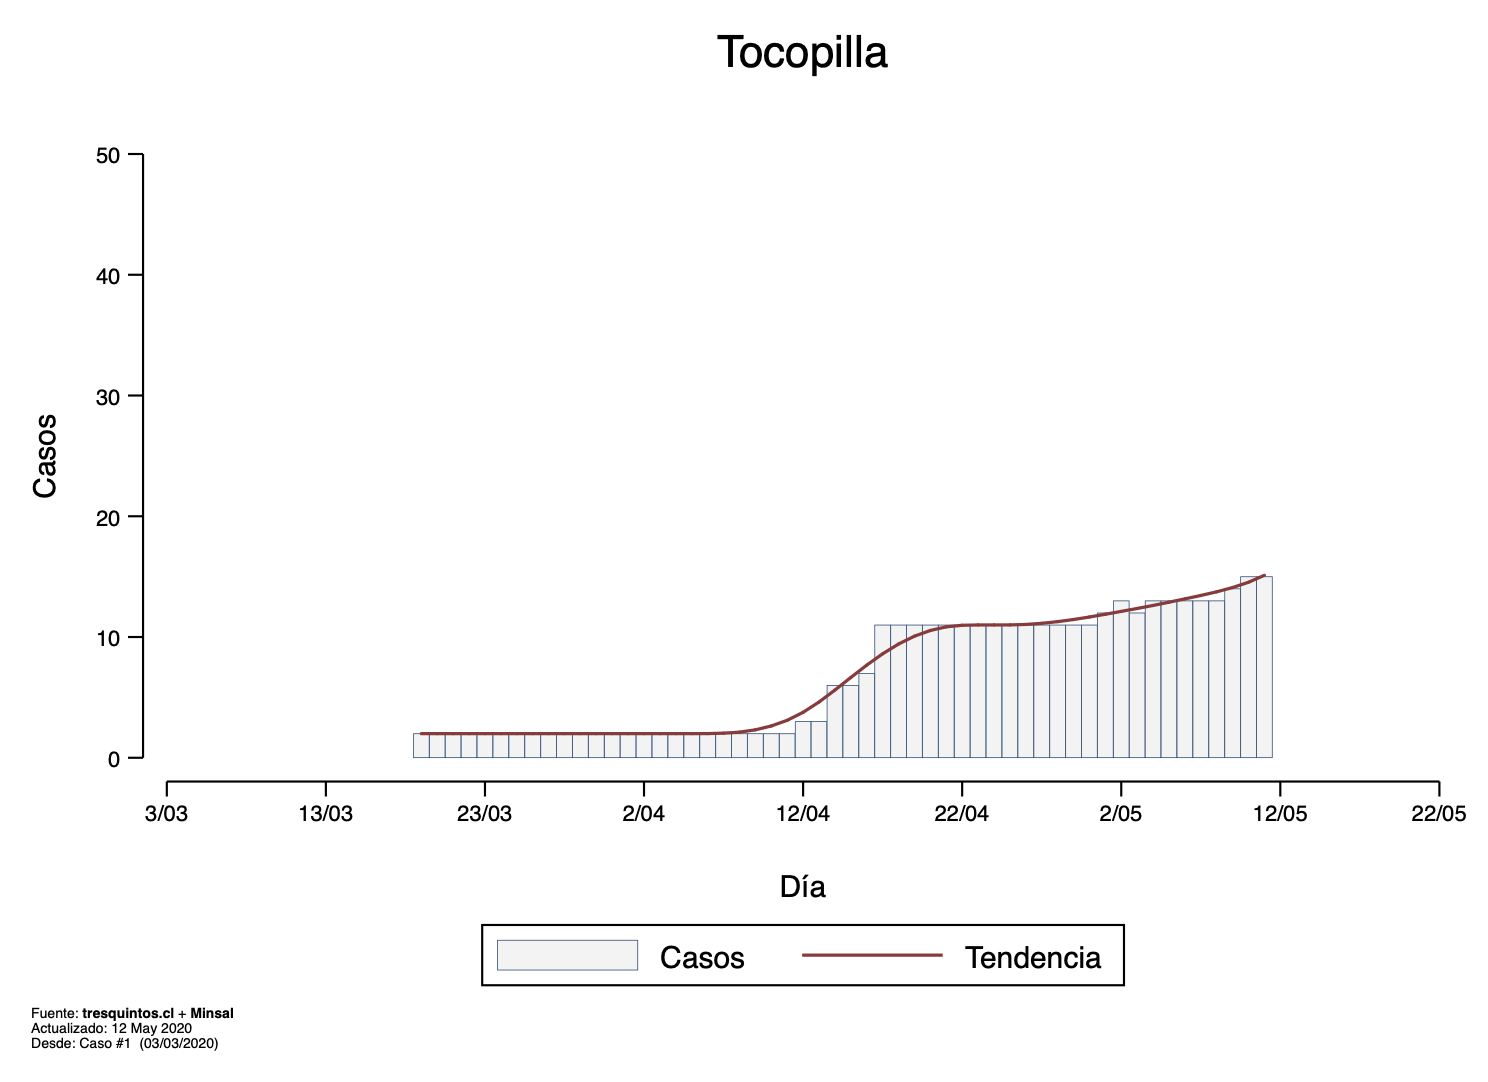 Tocopilla
50
40
30
20
10
0
Casos
3/03 13/03 23/03 2/04 12/04 22/04 2/05 12/05 22/05
Día
Casos Tendencia
Fuente: tresquintos.cl + Minsal
Actualizado: 12 May 2020
Desde: Caso #1 (03/03/2020)